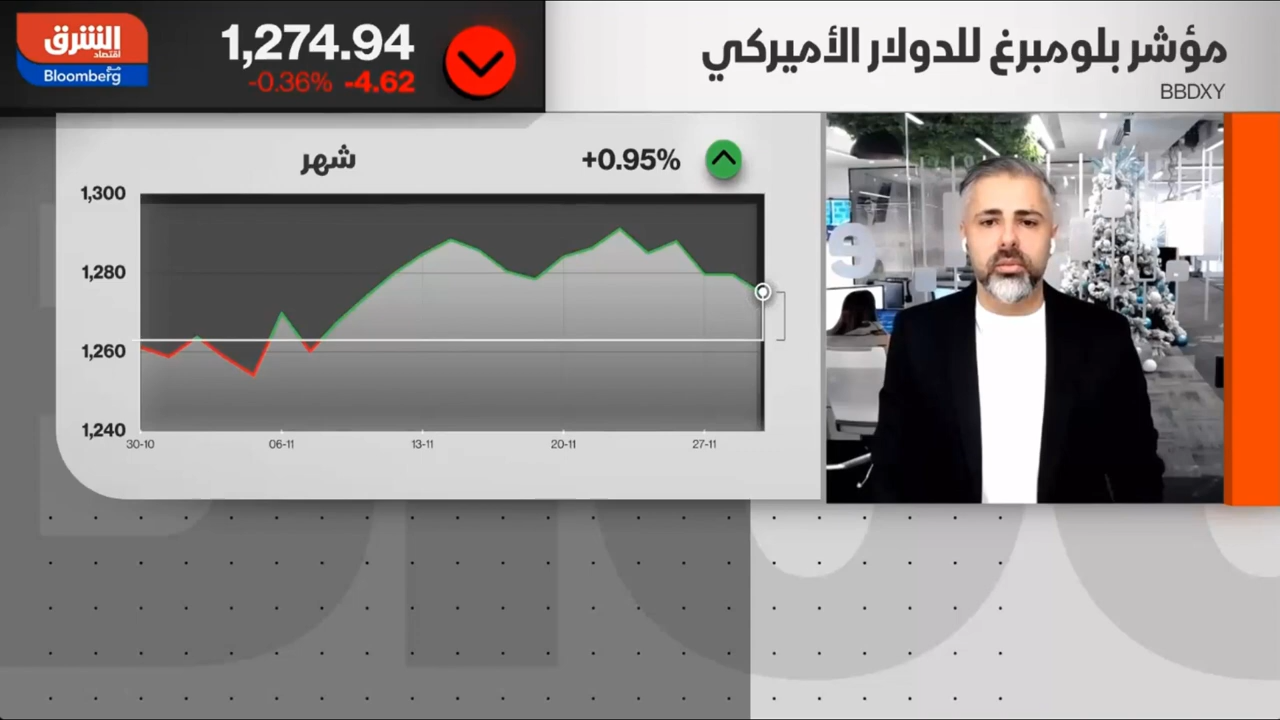 الشرق
اقتصاد
مع
Bloomberg
1,274.94
-0.36% -4.62
مؤشر بلومبرغ للدولار الأميركي
BBDXY
شهر
+0.95%
1,300
1,280
1,260
1,240
30-10
06-11
13-11
20-11
27-11